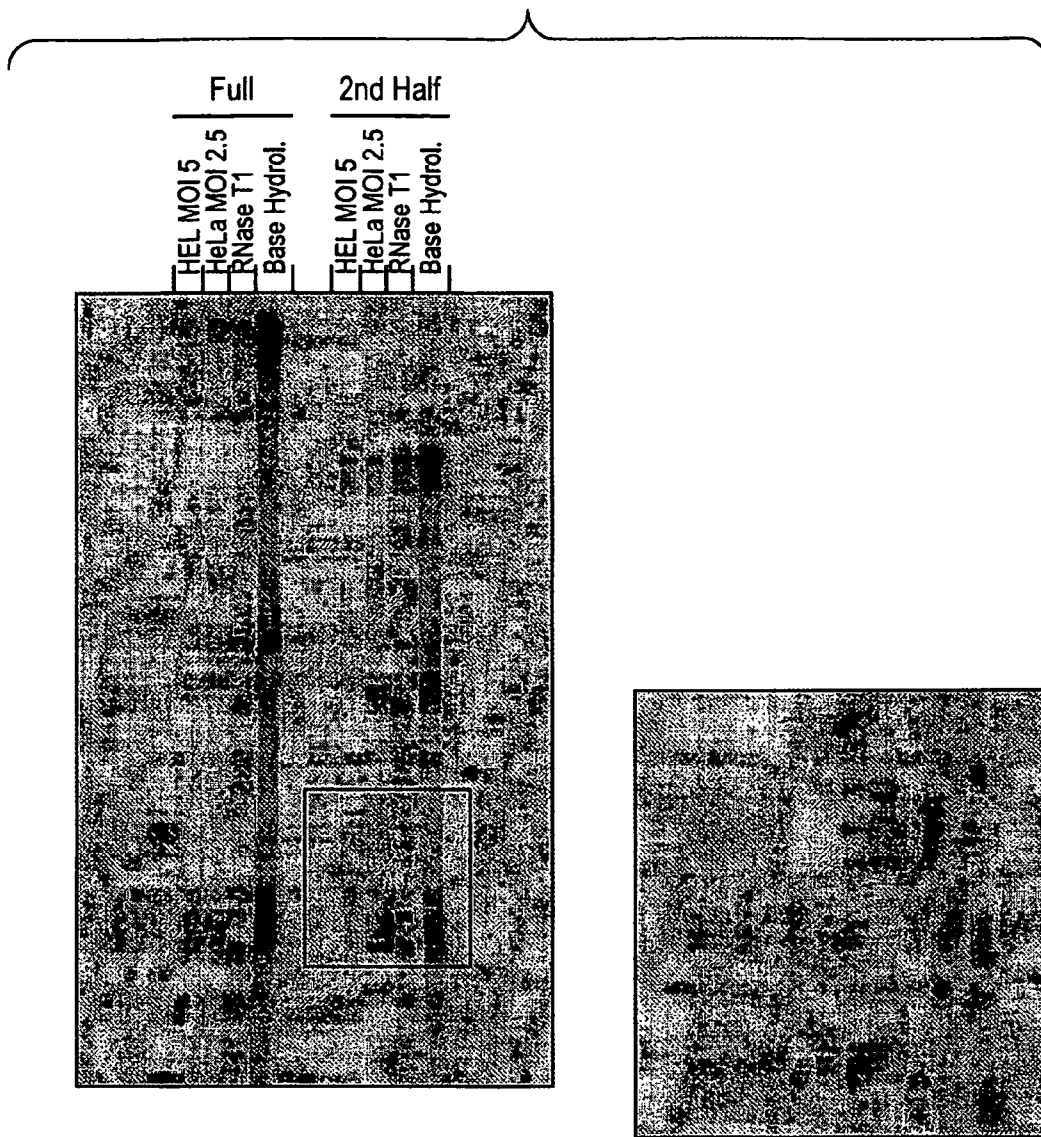 Full
2nd Half
HEL MOI 5
HeLa MOI 2.5
RNase T1
Base Hydrol.
HEL MOI 5
HeLa MOI 2.5
RNase T1
Base Hydrol.